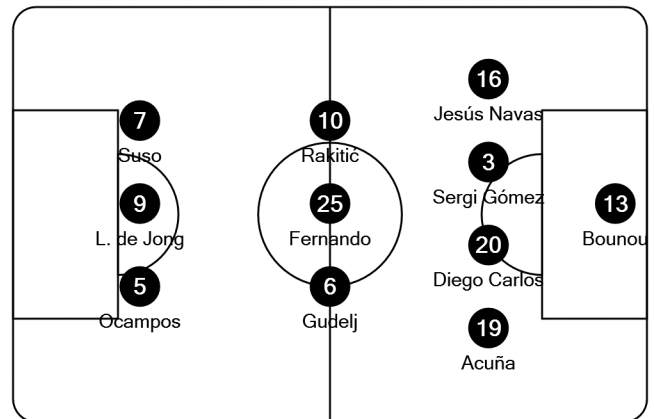 16
Jesús Navas
7
Suso
10
Rakitić
3
Sergi Gómez
9
L. de Jong
25
Fernando
13
Bounou
20
Diego Carlos
5
Ocampos
6
Gudelj
19
Acuña